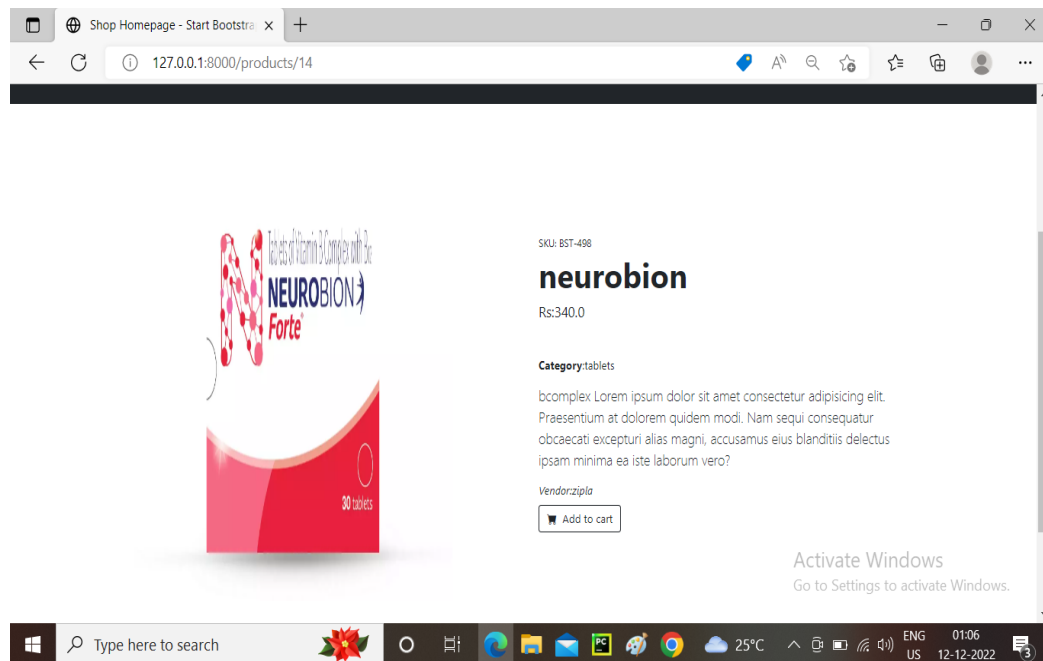 Shop Homepage - Start Bootstra
127.0.0.1:8000/products/14
Tablets of Vitamin B Complex with B
NEUROBION
Forte
30 tablets
SKU: BST-498
neurobion
Rs:340.0
Category:tablets
bcomplex Lorem ipsum dolor sit amet consectetur adipisicing elit.
Praesentium at dolorem quidem modi. Nam sequi consequatur
obcaecati excepturi alias magni, accusamus eius blanditiis delectus
ipsam minima ea iste laborum vero?
Vendor:zipla
Add to cart
Activate Windows
Go to Settings to activate Windows.
Type here to search
PC
25°C
ENG
US
01:06
12-12-2022
3